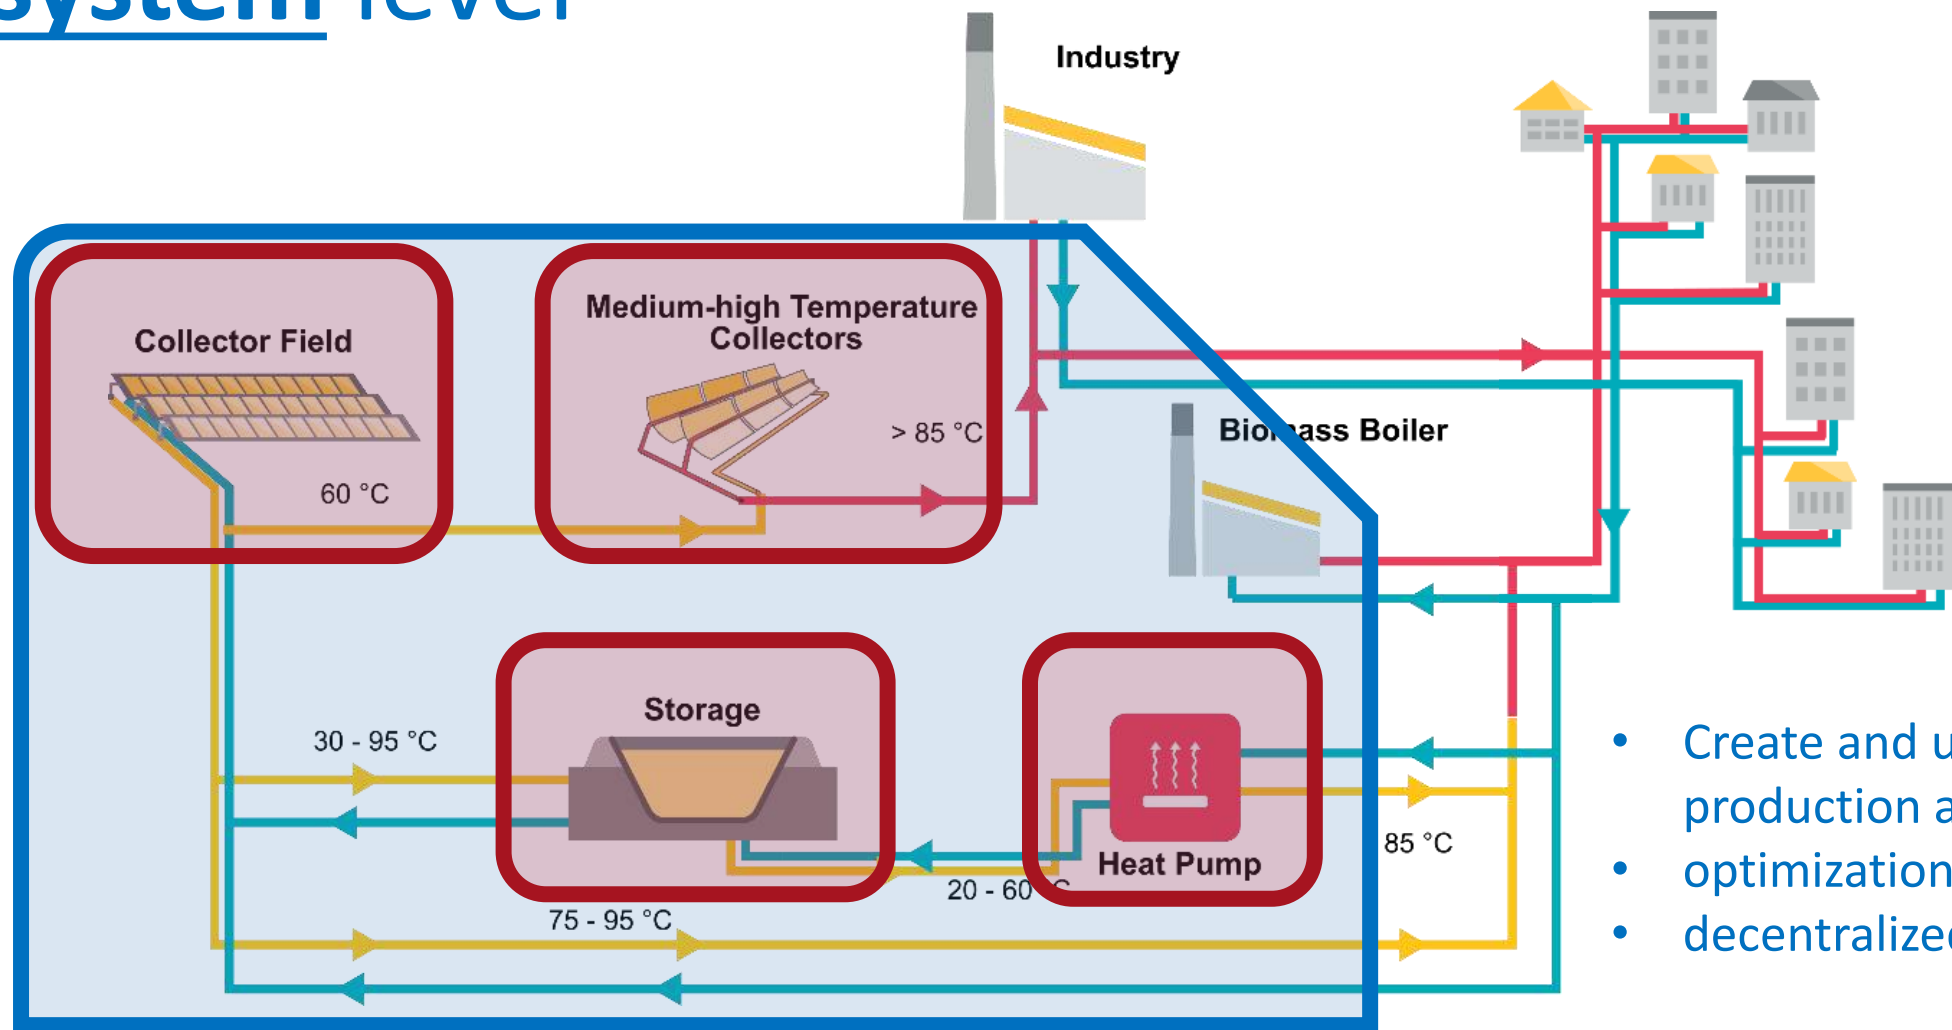 system level
Industry
Medium-high Temperature
Collectors
Collector Field
> 85 °C
Biomass Boiler
60 °C
Storage
30 - 95 °C
85 °C
Heat Pump
20 - 60 °C
75 - 95 °C
• Create and u
production a
• optimization
• decentralized